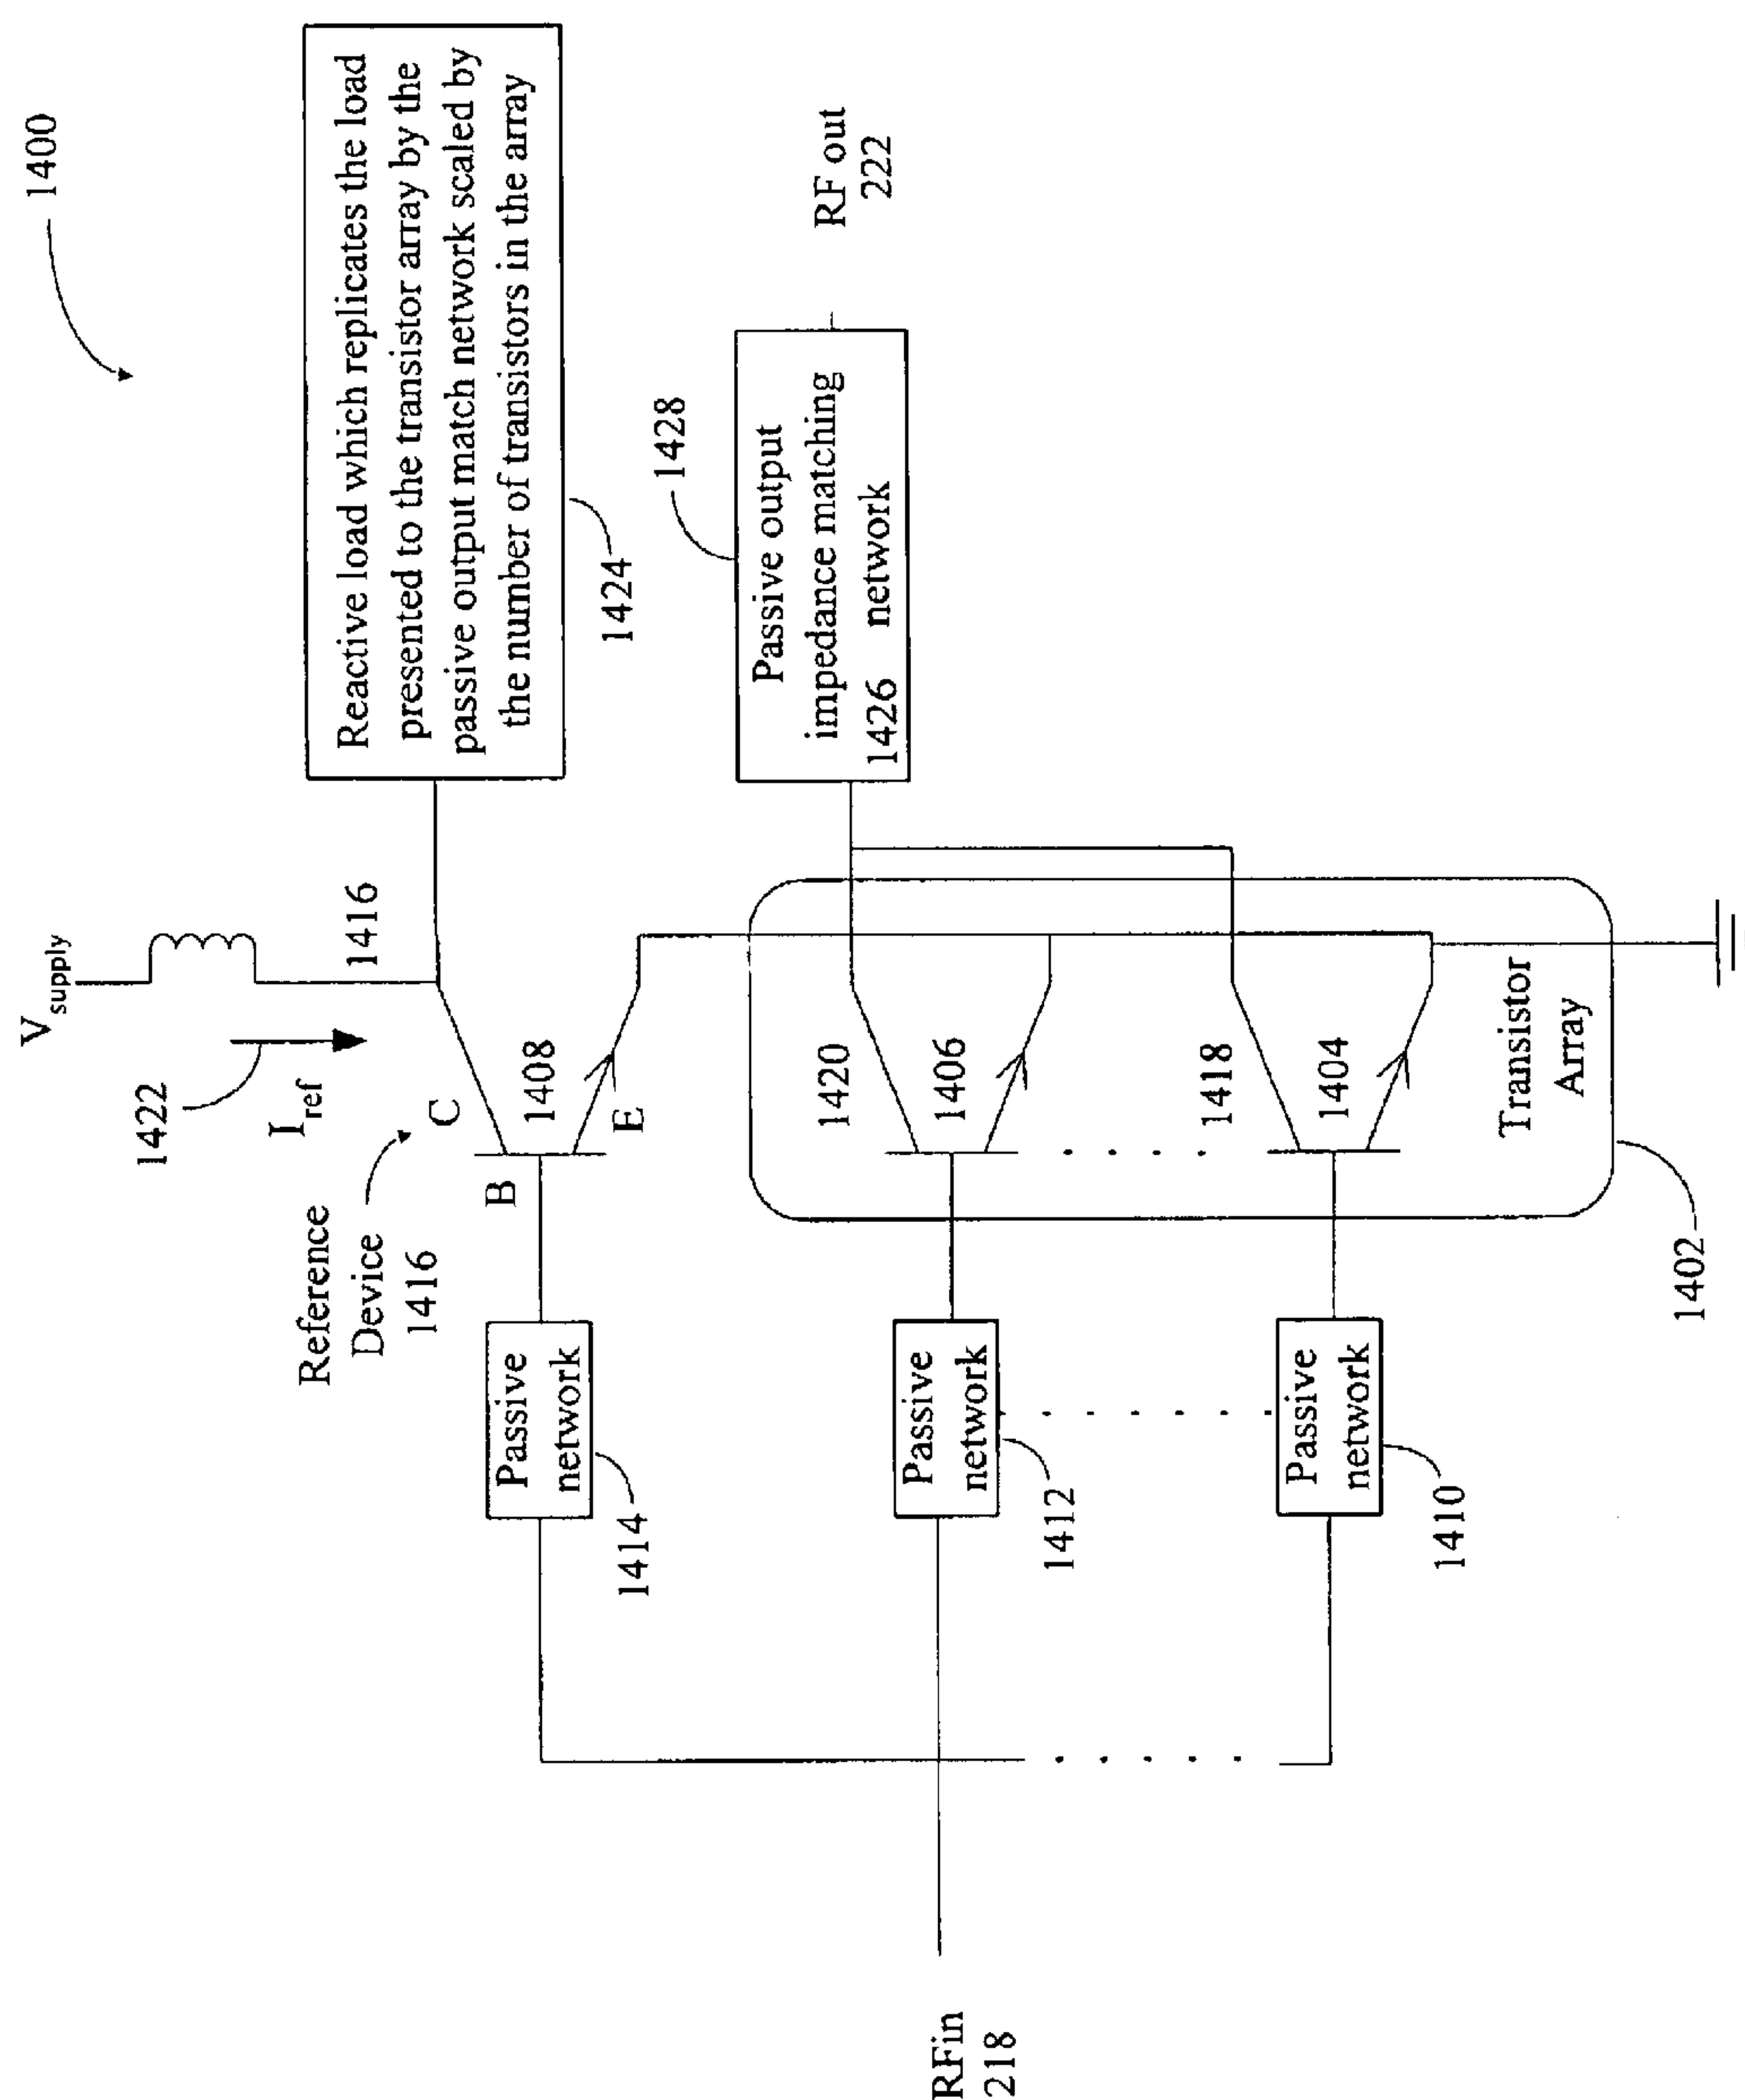 1400
V_supply
1422
I_ref
1416
Reactive load which replicates the load
presented to the transistor array by the
passive output match network scaled by
the number of transistors in the array
1424
Reference
Device
1416
C
B
1408
E
Passive
network
1414
1428
Passive output
impedance matching
1426 network
RF out
222
1420
1406
Passive
network
1412
RFin
218
1418
1404
Passive
network
1410
Transistor
Array
1402